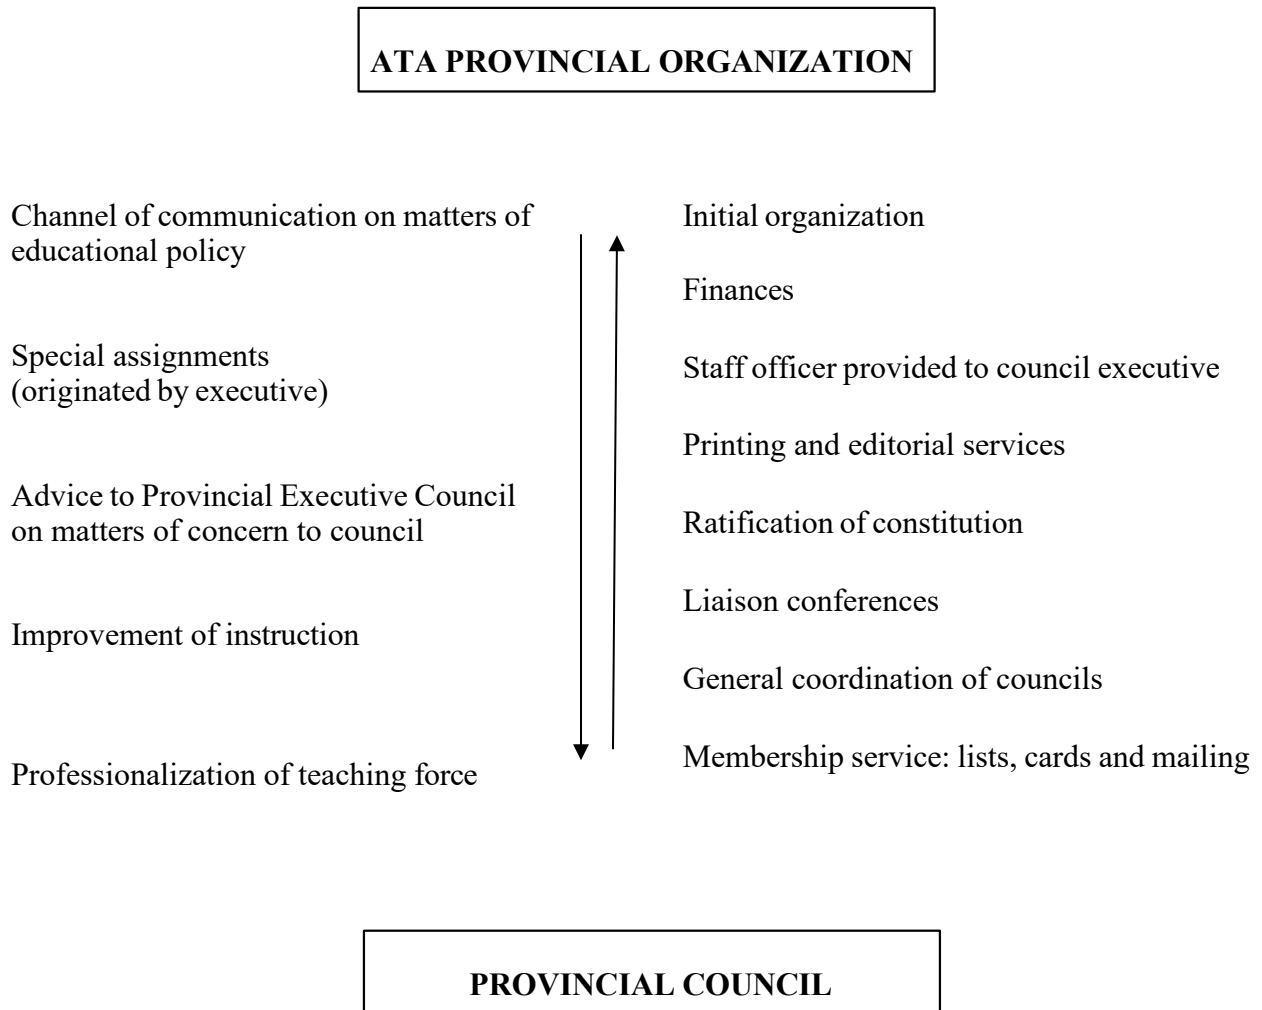 ATA PROVINCIAL ORGANIZATION
Channel of communication on matters of
educational policy
Special assignments
(originated by executive)
Advice to Provincial Executive Council
on matters of concern to council
Improvement of instruction
Professionalization of teaching force
Initial organization
Finances
Staff officer provided to council executive
Printing and editorial services
Ratification of constitution
Liaison conferences
General coordination of councils
Membership service: lists, cards and mailing
PROVINCIAL COUNCIL